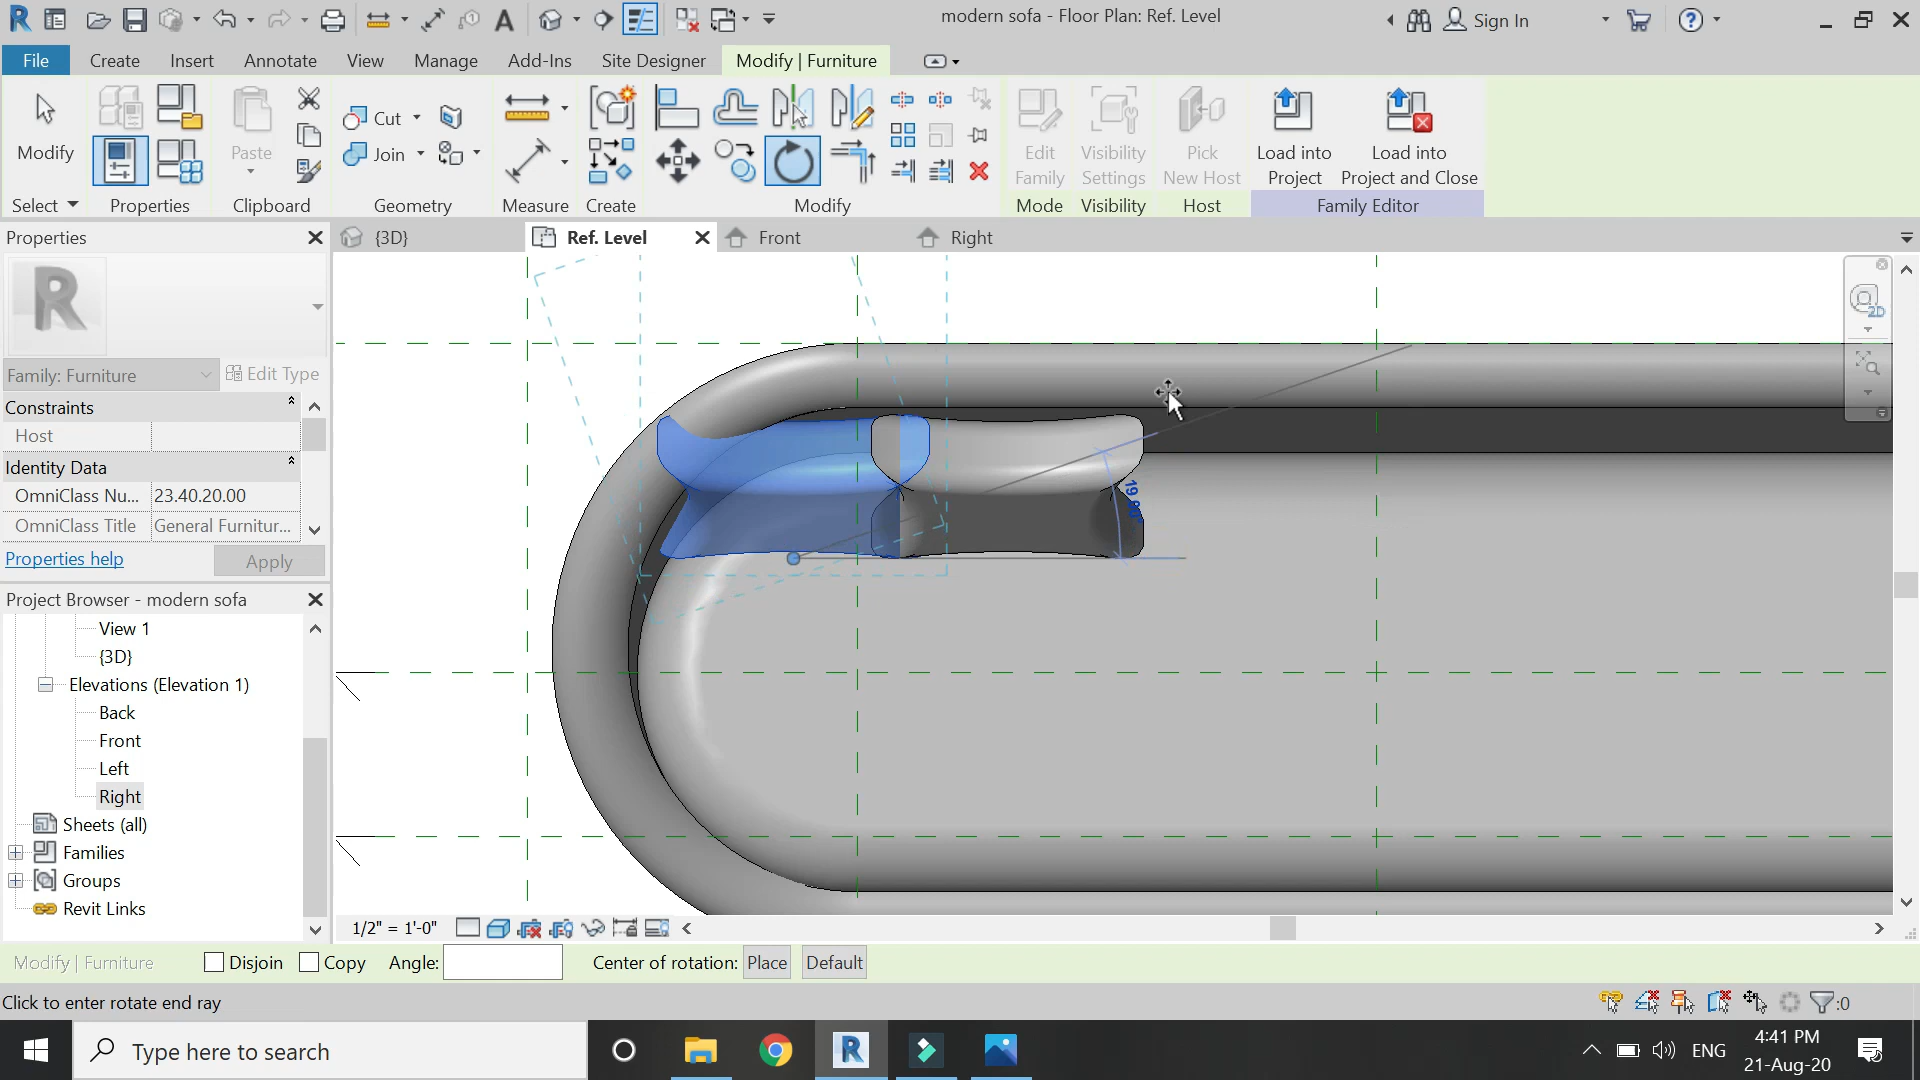 modern sofa - Floor Plan: Ref. Level
Sign In
File
Create
Insert
Annotate
View
Manage
Add-Ins
Site Designer
Modify | Furniture
Modify
Paste
Cut
Join
Edit
Family
Visibility
Settings
Pick
New Host
Load into
Project
Load into
Project and Close
Select
Properties
Clipboard
Geometry
Measure
Create
Modify
Mode
Visibility
Host
Family Editor
Properties
{3D}
Ref. Level
Front
Right
R
Family: Furniture
Edit Type
Constraints
Host
Identity Data
OmniClass Nu... 23.40.20.00
OmniClass Title General Furnitur...
Properties help
Apply
2D
Project Browser - modern sofa
View 1
{3D}
Elevations (Elevation 1)
Back
Front
Left
Right
Sheets (all)
Families
Groups
Revit Links
1/2" = 1'-0"
Modify | Furniture
Disjoin
Copy
Angle:
Center of rotation:
Place
Default
Click to enter rotate end ray
:0
Type here to search
ENG
4:41 PM
21-Aug-20